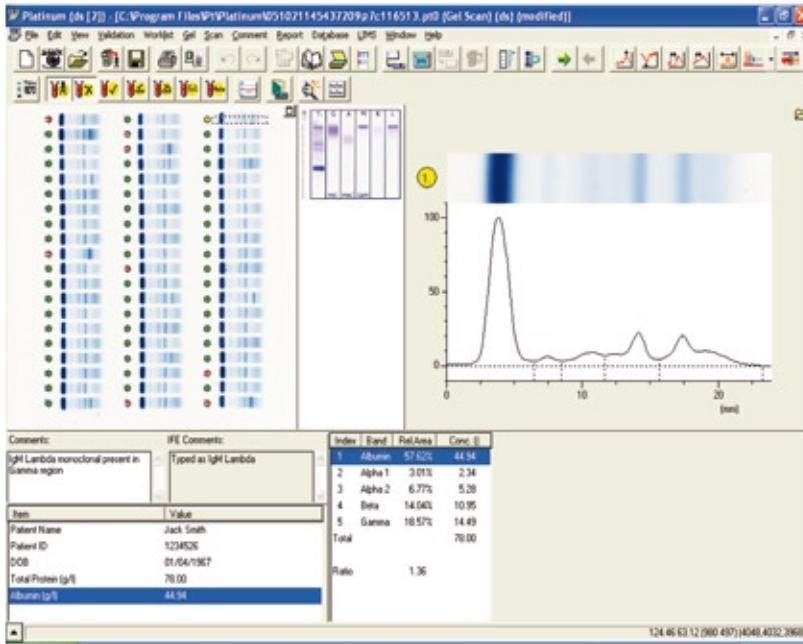 Platinum (ds [2]) - [C:\Program Files\Pt\Platinum\051021145437209p7c116513.pt0 (Gel Scan) (ds) (modified)]
File Edit View Validation Worklist Gel Scan Comment Report Database LIMS Window Help
1.
100
50
0
0 10 20
(mm)
Comments:
IgM Lambda monoclonal present in
Gamma region
IFE Comments:
Typed as IgM Lambda
Item Value
Patient Name Jack Smith
Patient ID 1234526
DOB 01/04/1967
Total Protein (g/l) 78.00
Albumin (g/l) 44.94
Index Band Rel.Area Conc. ()
1 Albumin 57.62% 44.94
2 Alpha 1 3.01% 2.34
3 Alpha 2 6.77% 5.28
4 Beta 14.04% 10.95
5 Gamma 18.57% 14.49
Total 78.00
Ratio 1.36